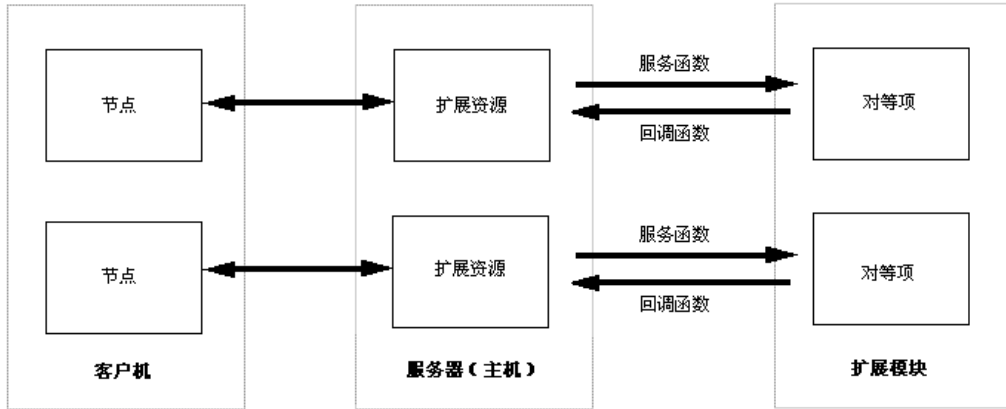 服务函数
节点
扩展资源
对等项
回调函数
服务函数
节点
扩展资源
对等项
回调函数
客户机
服务器(主机)
扩展模块